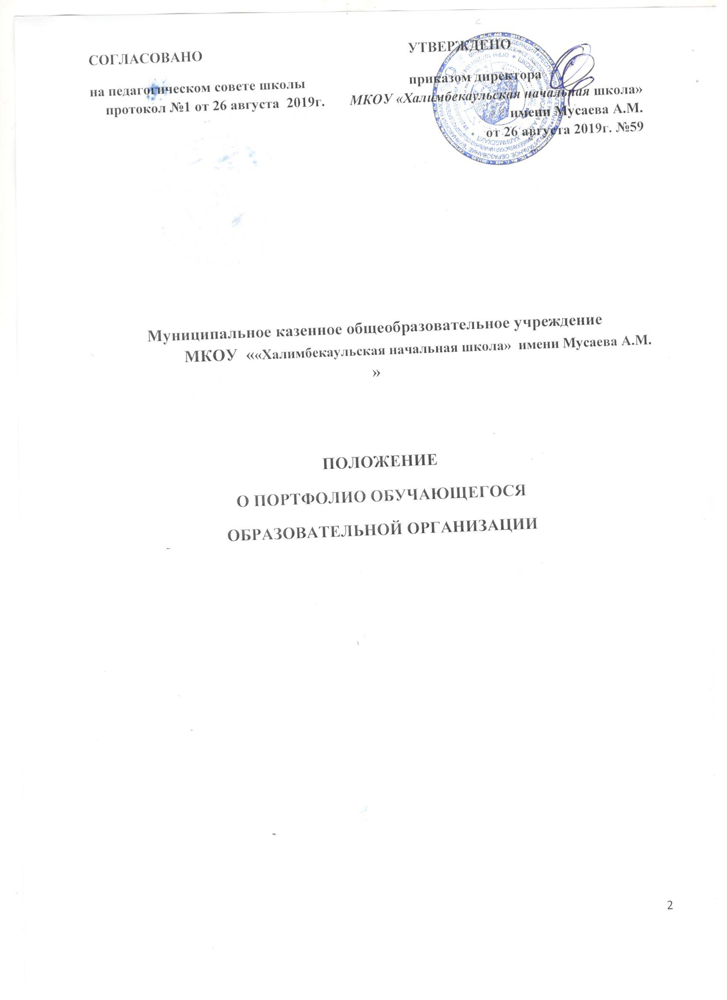 СОГЛАСОВАНО
на педагогическом совете школы
протокол №1 от 26 августа 2019г.
УТВЕРЖДЕНО
приказом директора
МКОУ «Халимбекаульская начальная школа»
имени Мусаева А.М.
от 26 августа 2019г. №59
Муниципальное казенное общеобразовательное учреждение
МКОУ ««Халимбекаульская начальная школа» имени Мусаева А.М.
»
ПОЛОЖЕНИЕ
О ПОРТФОЛИО ОБУЧАЮЩЕГОСЯ
ОБРАЗОВАТЕЛЬНОЙ ОРГАНИЗАЦИИ
2